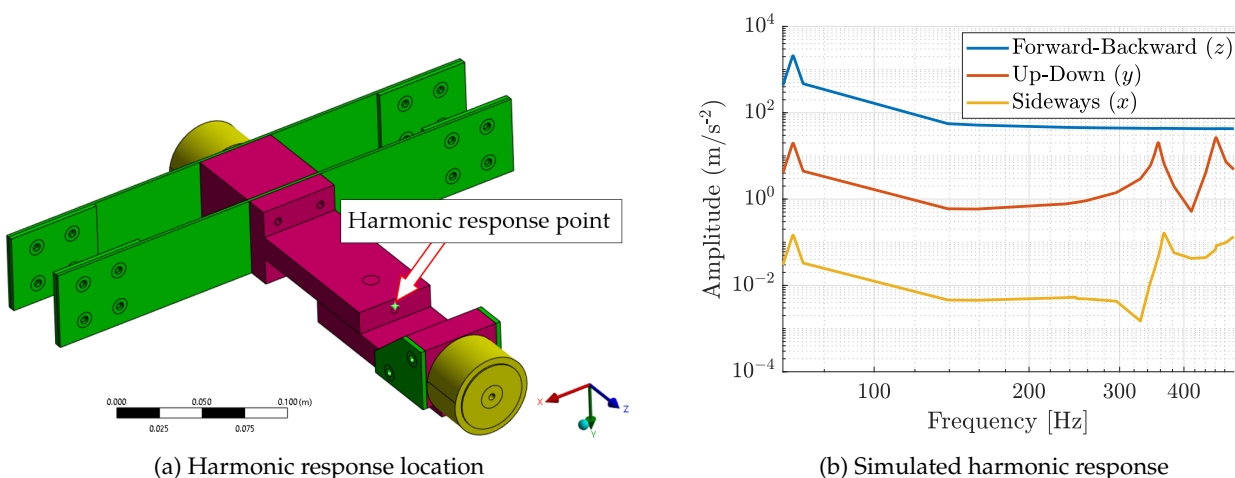 Harmonic response point
0.000 0.050 0.100 (m)
0.025 0.075
X Y Z
(a) Harmonic response location
10^4
10^2
10^0
10^-2
10^-4
Amplitude (m/s^-2)
Forward-Backward (z)
Up-Down (y)
Sideways (x)
100 200 300 400
Frequency [Hz]
(b) Simulated harmonic response